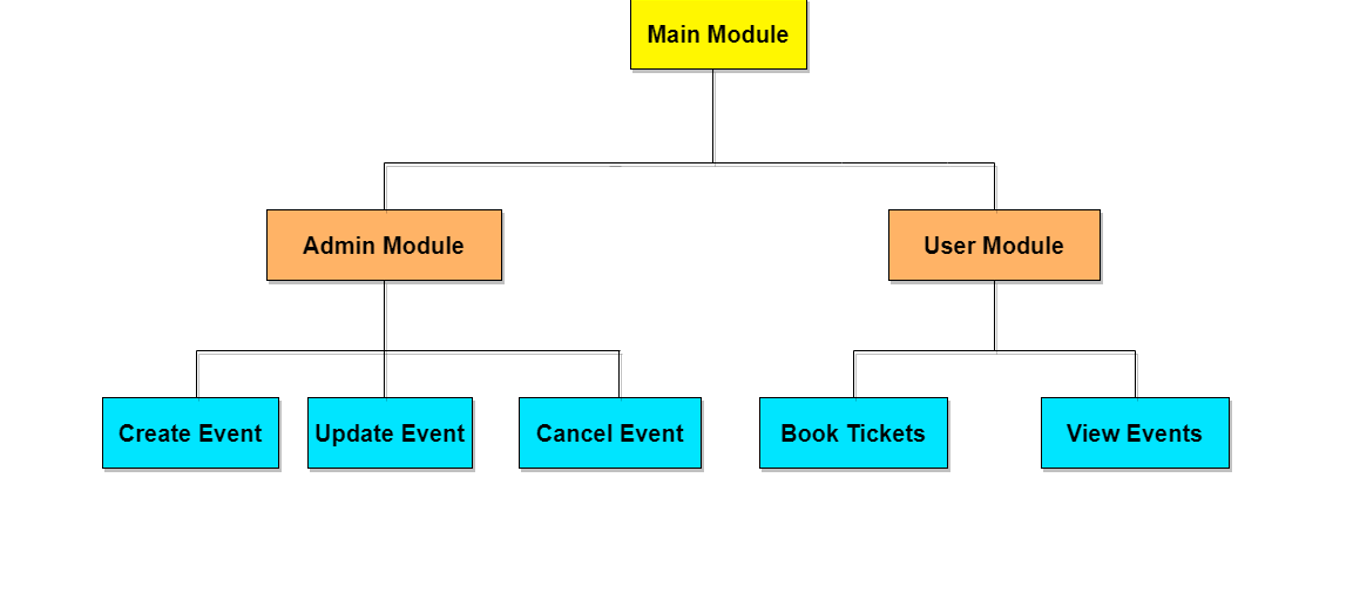 Main Module
Admin Module
User Module
Create Event
Update Event
Cancel Event
Book Tickets
View Events